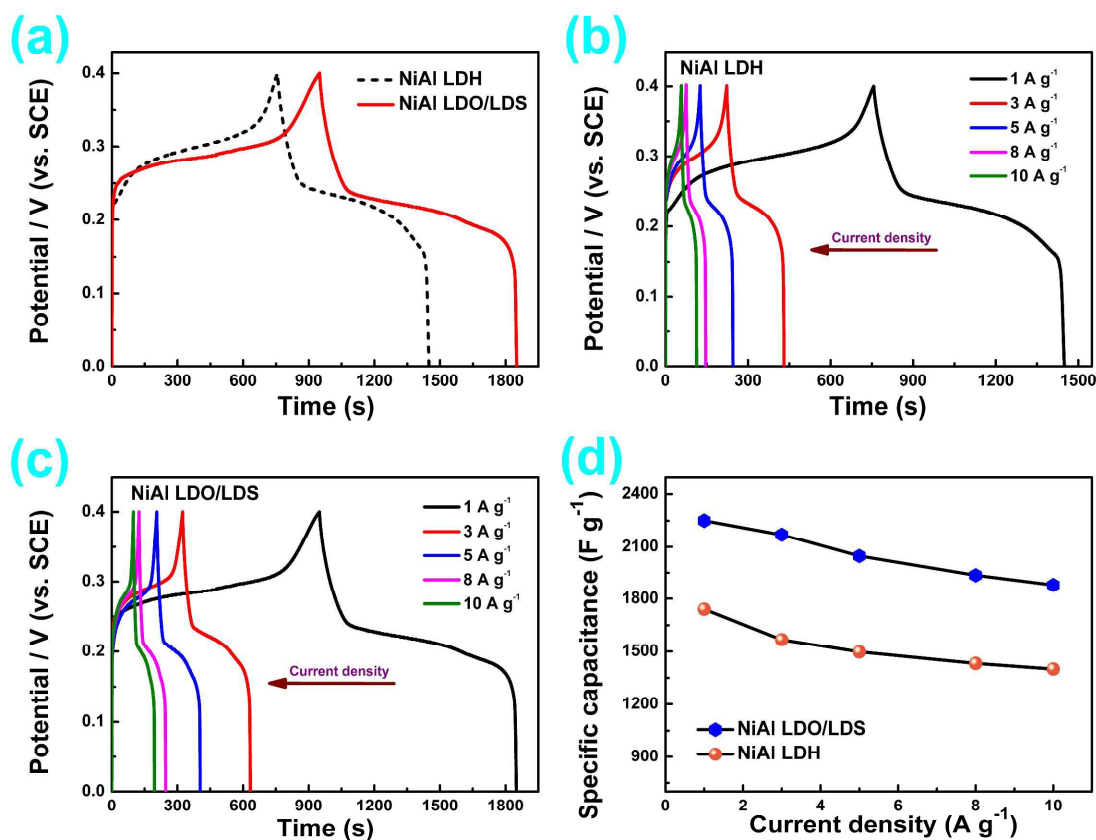 (a)
NiAl LDH
NiAl LDO/LDS
0.4
0.3
0.2
0.1
0.0
Potential / V (vs. SCE)
0 300 600 900 1200 1500 1800
Time (s)
(b)
NiAl LDH
1 A g⁻¹
3 A g⁻¹
5 A g⁻¹
8 A g⁻¹
10 A g⁻¹
Current density
0.4
0.3
0.2
0.1
0.0
Potential / V (vs. SCE)
0 300 600 900 1200 1500
Time (s)
(c)
NiAl LDO/LDS
1 A g⁻¹
3 A g⁻¹
5 A g⁻¹
8 A g⁻¹
10 A g⁻¹
Current density
0.4
0.3
0.2
0.1
0.0
Potential / V (vs. SCE)
0 300 600 900 1200 1500 1800
Time (s)
(d)
2400
2100
1800
1500
1200
900
Specific capacitance (F g⁻¹)
NiAl LDO/LDS
NiAl LDH
0 2 4 6 8 10
Current density (A g⁻¹)